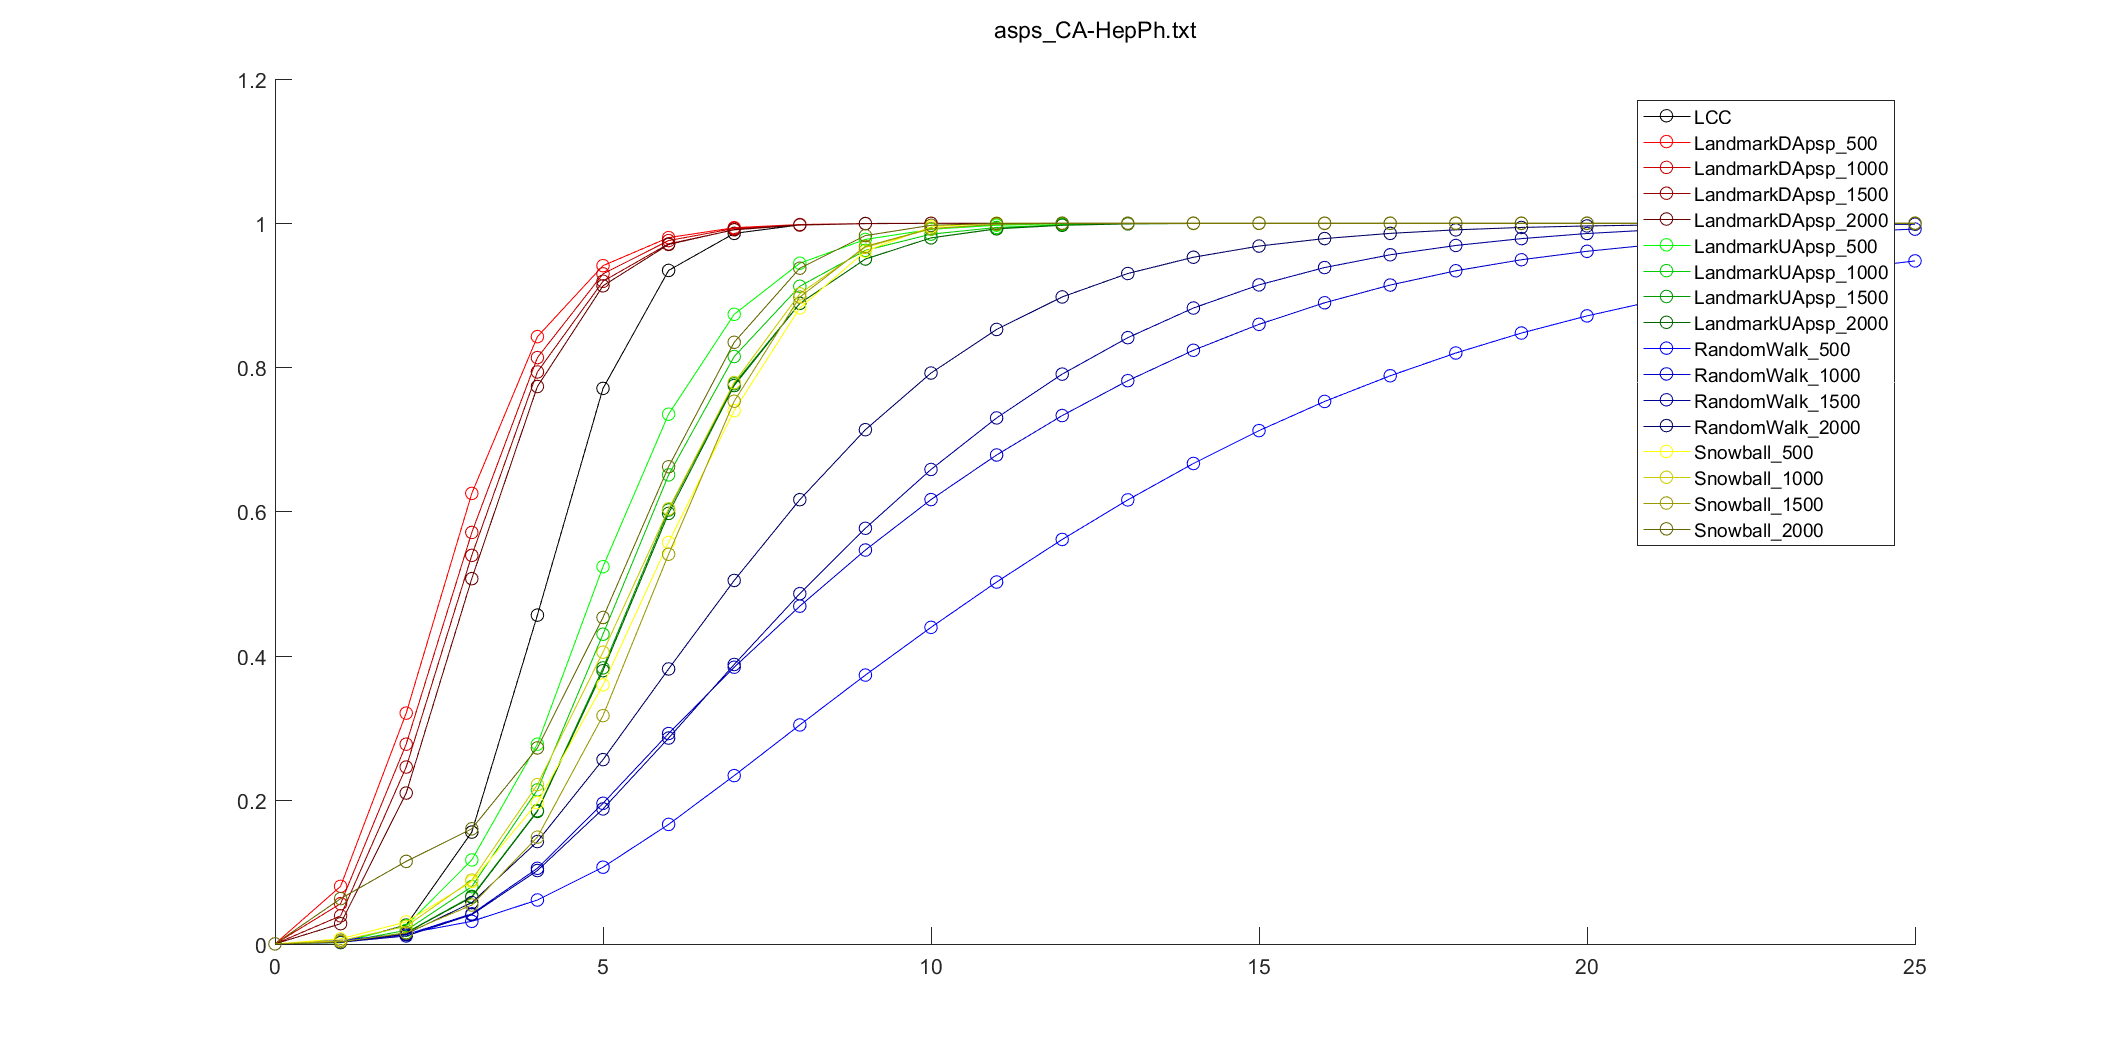 asps_CA-HepPh.txt
1.2
1
0.8
0.6
0.4
0.2
0
0 5 10 15 20 25
LCC
LandmarkDApsp_500
LandmarkDApsp_1000
LandmarkDApsp_1500
LandmarkDApsp_2000
LandmarkUApsp_500
LandmarkUApsp_1000
LandmarkUApsp_1500
LandmarkUApsp_2000
RandomWalk_500
RandomWalk_1000
RandomWalk_1500
RandomWalk_2000
Snowball_500
Snowball_1000
Snowball_1500
Snowball_2000